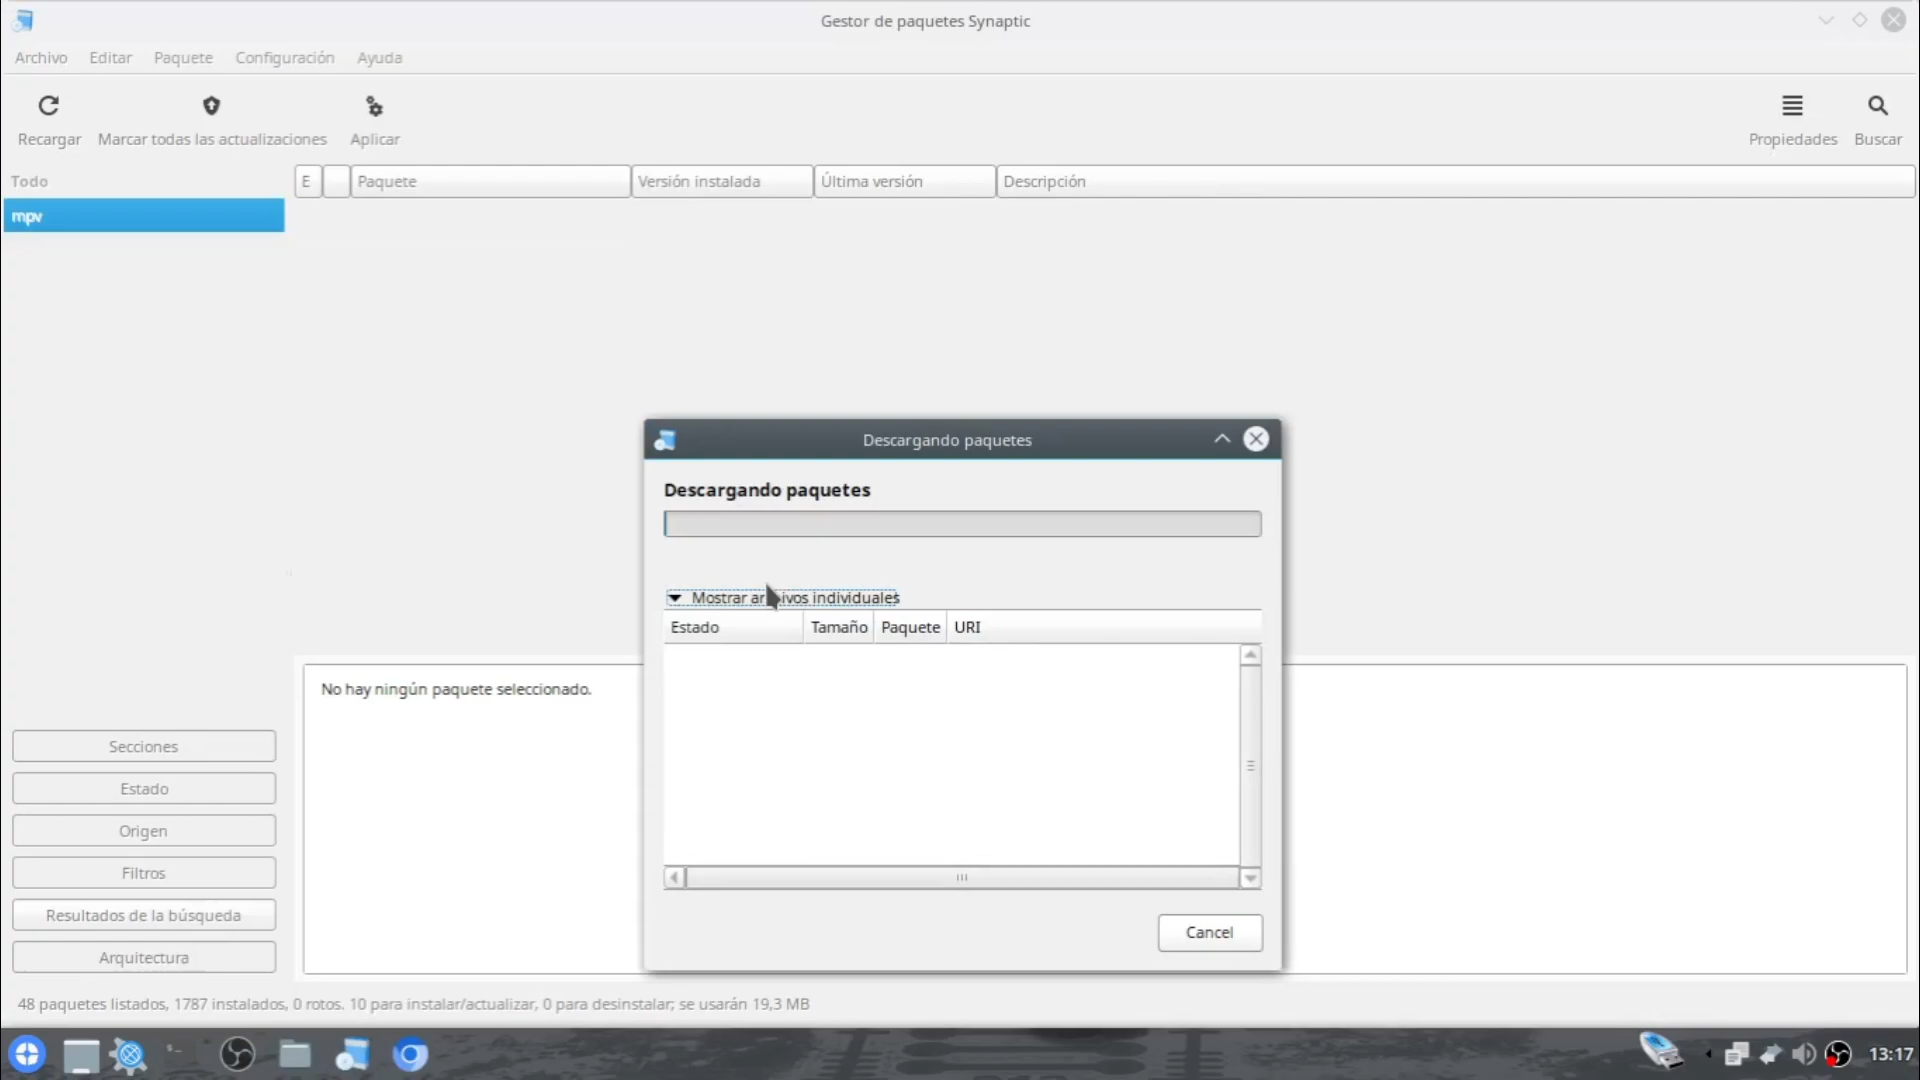 Gestor de paquetes Synaptic
Archivo Editar Paquete Configuración Ayuda
Recargar Marcar todas las actualizaciones Aplicar Propiedades Buscar
Todo
mpv
E Paquete Versión instalada Última versión Descripción
Descargando paquetes
Descargando paquetes
Mostrar archivos individuales
Estado Tamaño Paquete URI
No hay ningún paquete seleccionado.
Secciones
Estado
Origen
Filtros
Resultados de la búsqueda
Arquitectura
Cancel
48 paquetes listados, 1787 instalados, 0 rotos. 10 para instalar/actualizar, 0 para desinstalar; se usarán 19,3 MB
13:17